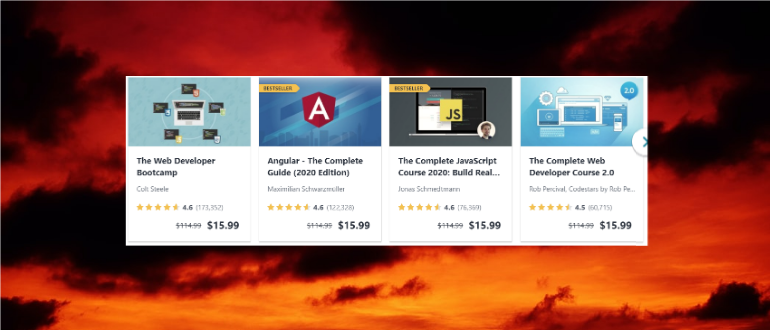 2.0
BESTSELLER
BESTSELLER
A
JS
The Web Developer
Bootcamp
Colt Steele
4.6 (173,352)
$114.99 $15.99
Angular - The Complete
Guide (2020 Edition)
Maximilian Schwarzmüller
4.6 (122,328)
$114.99 $15.99
The Complete JavaScript
Course 2020: Build Real...
Jonas Schmedtmann
4.6 (76,369)
$114.99 $15.99
The Complete Web
Developer Course 2.0
Rob Percival, Codestars by Rob Pe...
4.5 (60,715)
$114.99 $15.99